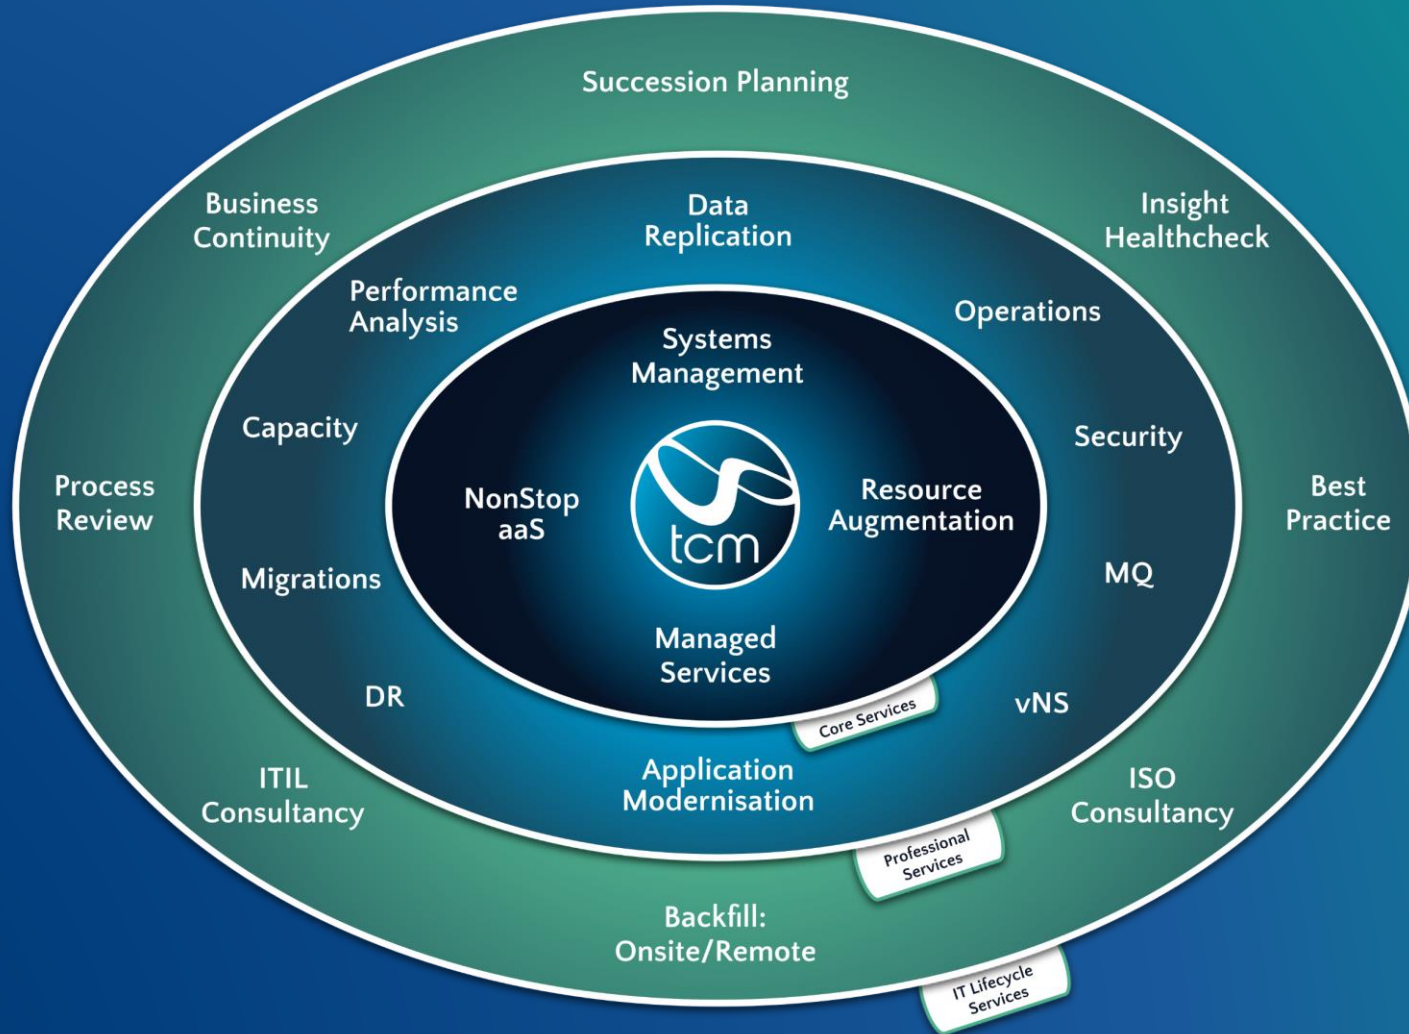 Succession Planning
Business
Continuity
Insight
Healthcheck
Data
Replication
Performance
Analysis
Operations
Systems
Management
Capacity
Security
Process
Review
NonStop
aaS
tcm
Resource
Augmentation
Best
Practice
Migrations
MQ
Managed
Services
DR
vNS
Core Services
Application
Modernisation
ITIL
Consultancy
ISO
Consultancy
Professional
Services
Backfill:
Onsite/Remote
IT Lifecycle
Services